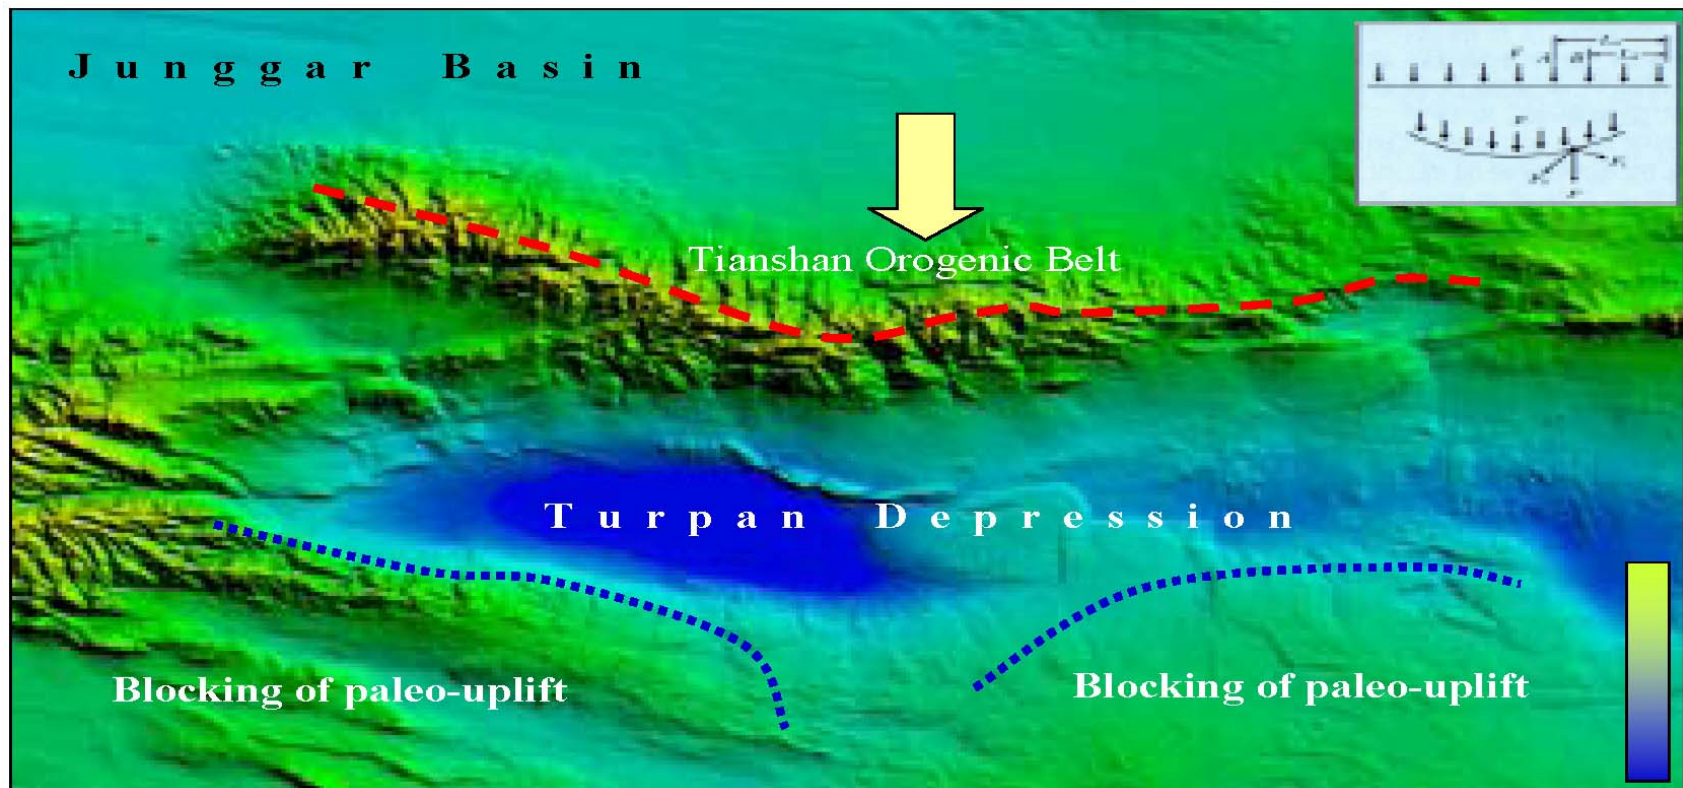 Junggar Basin
Tianshan Orogenic Belt
Turpan Depression
Blocking of paleo-uplift
Blocking of paleo-uplift